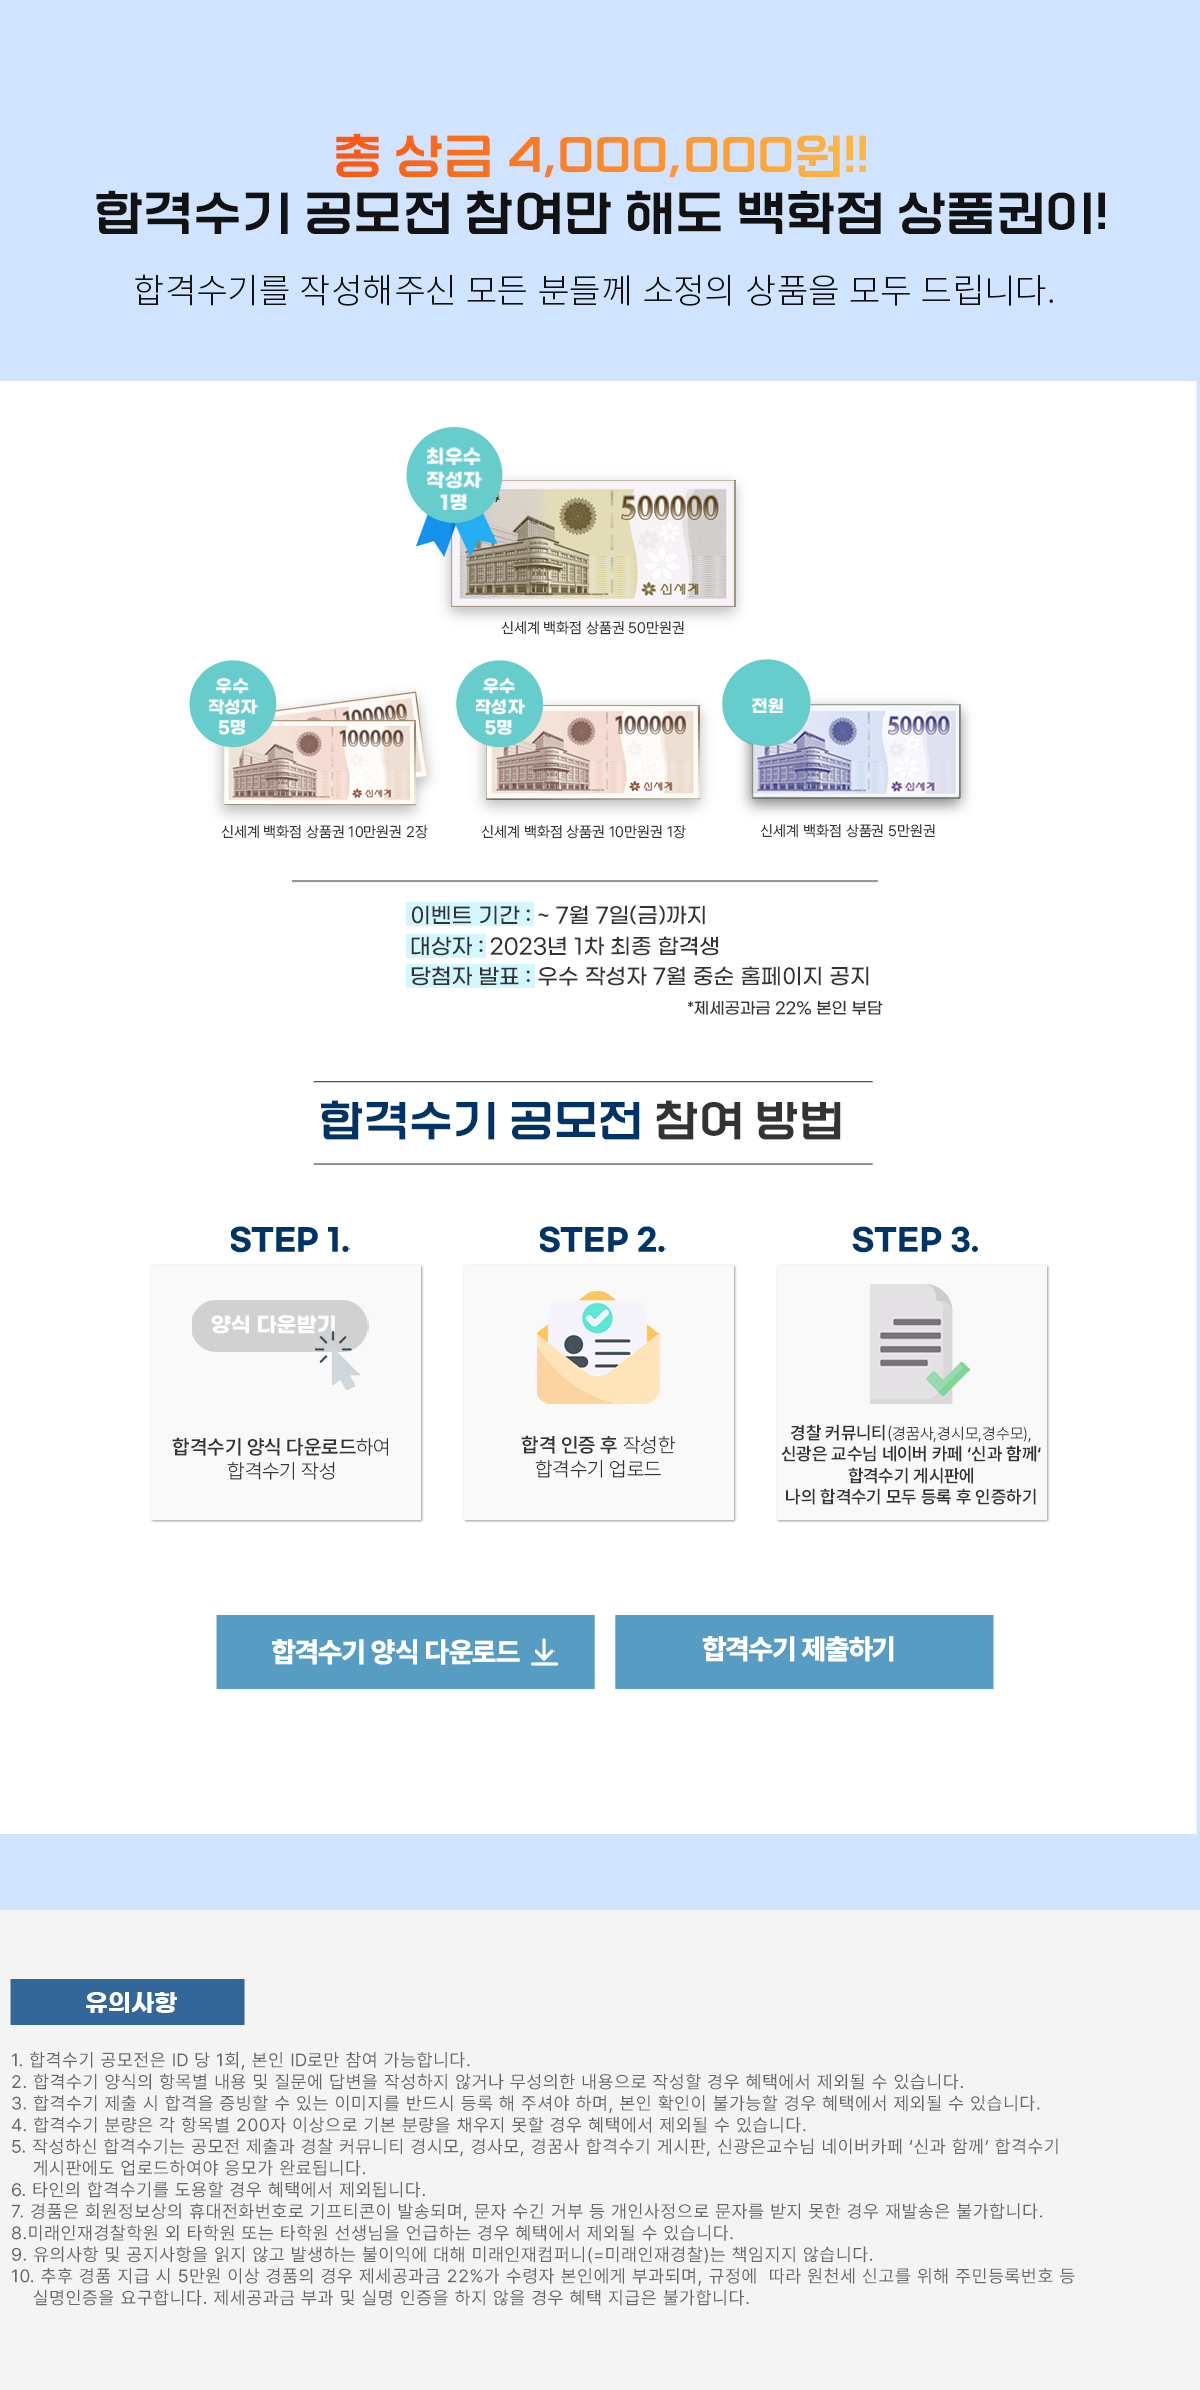 총 상금 4,000,000원!!
합격수기 공모전 참여만 해도 백화점 상품권이!
합격수기를 작성해주신 모든 분들께 소정의 상품을 모두 드립니다.
최우수
작성자
1명
500000
신세계
신세계 백화점 상품권 50만원권
우수
작성자
5명
100000
100000
신세계
신세계 백화점 상품권 10만원권 2장
우수
작성자
5명
100000
신세계
신세계 백화점 상품권 10만원권 1장
전원
50000
신세계
신세계 백화점 상품권 5만원권
이벤트 기간 : ~ 7월 7일(금)까지
대상자 : 2023년 1차 최종 합격생
당첨자 발표 : 우수 작성자 7월 중순 홈페이지 공지
*제세공과금 22% 본인 부담
합격수기 공모전 참여 방법
STEP 1.
양식 다운받기
합격수기 양식 다운로드하여
합격수기 작성
STEP 2.
합격 인증 후 작성한
합격수기 업로드
STEP 3.
경찰 커뮤니티(경꿈사,경시모,경수모),
신광은 교수님 네이버 카페 ‘신과 함께‘
합격수기 게시판에
나의 합격수기 모두 등록 후 인증하기
합격수기 양식 다운로드
합격수기 제출하기
유의사항
1. 합격수기 공모전은 ID 당 1회, 본인 ID로만 참여 가능합니다.
2. 합격수기 양식의 항목별 내용 및 질문에 답변을 작성하지 않거나 무성의한 내용으로 작성할 경우 혜택에서 제외될 수 있습니다.
3. 합격수기 제출 시 합격을 증빙할 수 있는 이미지를 반드시 등록 해 주셔야 하며, 본인 확인이 불가능할 경우 혜택에서 제외될 수 있습니다.
4. 합격수기 분량은 각 항목별 200자 이상으로 기본 분량을 채우지 못할 경우 혜택에서 제외될 수 있습니다.
5. 작성하신 합격수기는 공모전 제출과 경찰 커뮤니티 경시모, 경사모, 경꿈사 합격수기 게시판, 신광은교수님 네이버카페 ‘신과 함께‘ 합격수기
게시판에도 업로드하여야 응모가 완료됩니다.
6. 타인의 합격수기를 도용할 경우 혜택에서 제외됩니다.
7. 경품은 회원정보상의 휴대전화번호로 기프티콘이 발송되며, 문자 수긴 거부 등 개인사정으로 문자를 받지 못한 경우 재발송은 불가합니다.
8.미래인재경찰학원 외 타학원 또는 타학원 선생님을 언급하는 경우 혜택에서 제외될 수 있습니다.
9. 유의사항 및 공지사항을 읽지 않고 발생하는 불이익에 대해 미래인재컴퍼니(=미래인재경찰)는 책임지지 않습니다.
10. 추후 경품 지급 시 5만원 이상 경품의 경우 제세공과금 22%가 수령자 본인에게 부과되며, 규정에 따라 원천세 신고를 위해 주민등록번호 등
실명인증을 요구합니다. 제세공과금 부과 및 실명 인증을 하지 않을 경우 혜택 지급은 불가합니다.